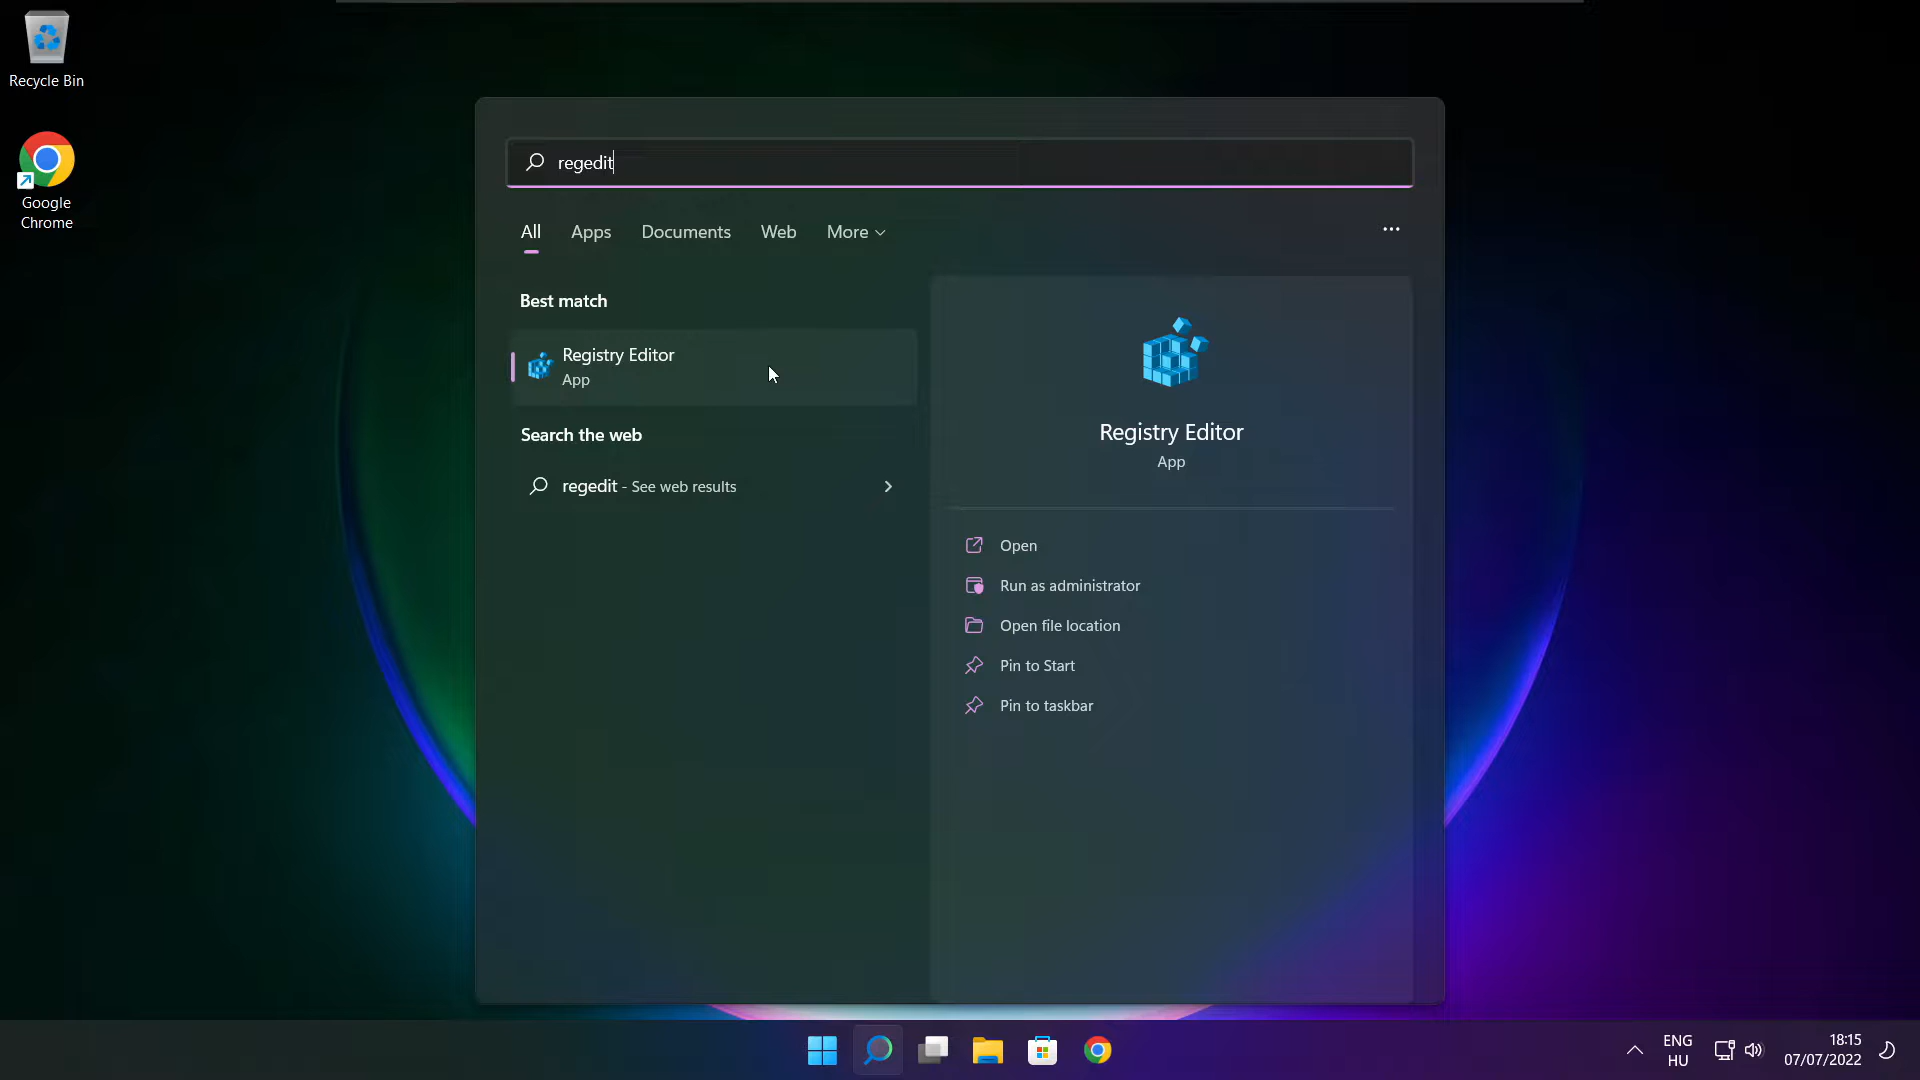 Recycle Bin
Google
Chrome
regedit
All Apps Documents Web More
Best match
Registry Editor
App
Search the web
regedit - See web results
Registry Editor
App
Open
Run as administrator
Open file location
Pin to Start
Pin to taskbar
ENG
HU
18:15
07/07/2022